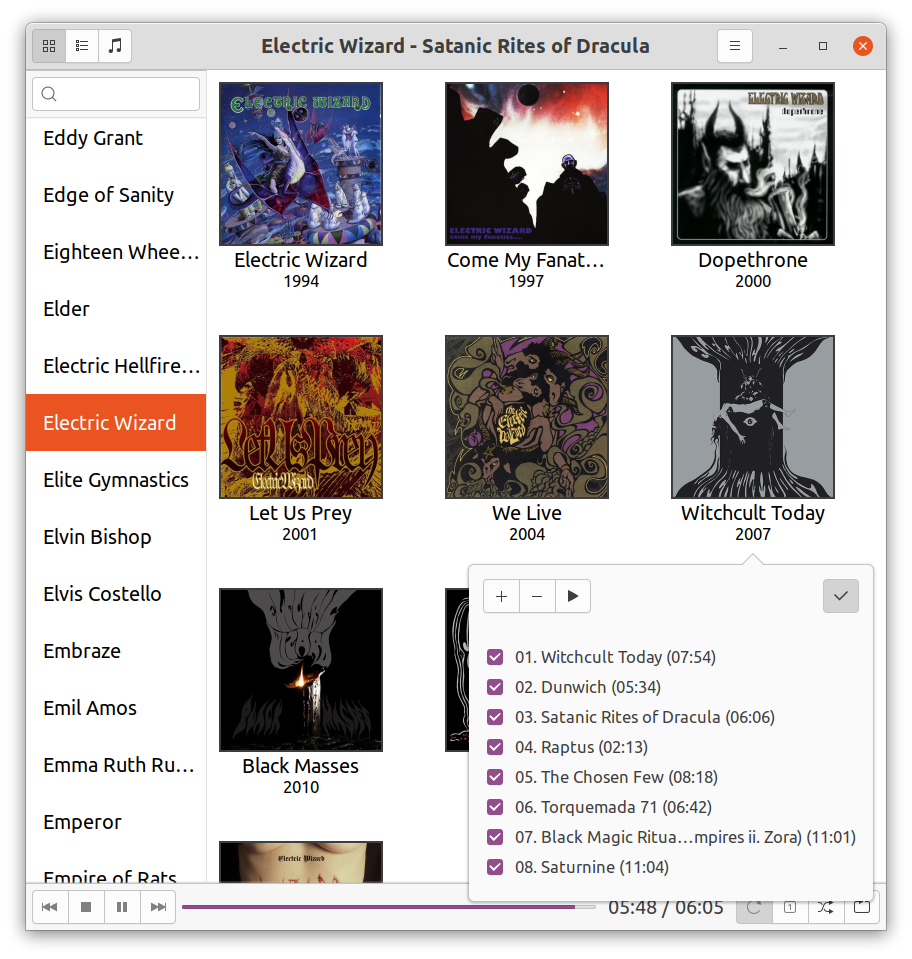 Electric Wizard - Satanic Rites of Dracula
Eddy Grant
Edge of Sanity
Eighteen Whee…
Elder
Electric Hellfire…
Electric Wizard
Elite Gymnastics
Elvin Bishop
Elvis Costello
Embraze
Emil Amos
Emma Ruth Ru…
Emperor
Empire of Rats
ELECTRIC WIZARD
Electric Wizard
1994
ELECTRIC WIZARD
come my fanatics....
Come My Fanat…
1997
ELECTRIC WIZARD
dopethrone
Dopethrone
2000
Let Us Prey
Electric Wizard
Let Us Prey
2001
We Live
2004
Witchcult Today
2007
BLACK MASSES
Black Masses
2010
Electric Wizard
01. Witchcult Today (07:54)
02. Dunwich (05:34)
03. Satanic Rites of Dracula (06:06)
04. Raptus (02:13)
05. The Chosen Few (08:18)
06. Torquemada 71 (06:42)
07. Black Magic Ritua…mpires ii. Zora) (11:01)
08. Saturnine (11:04)
05:48 / 06:05
1